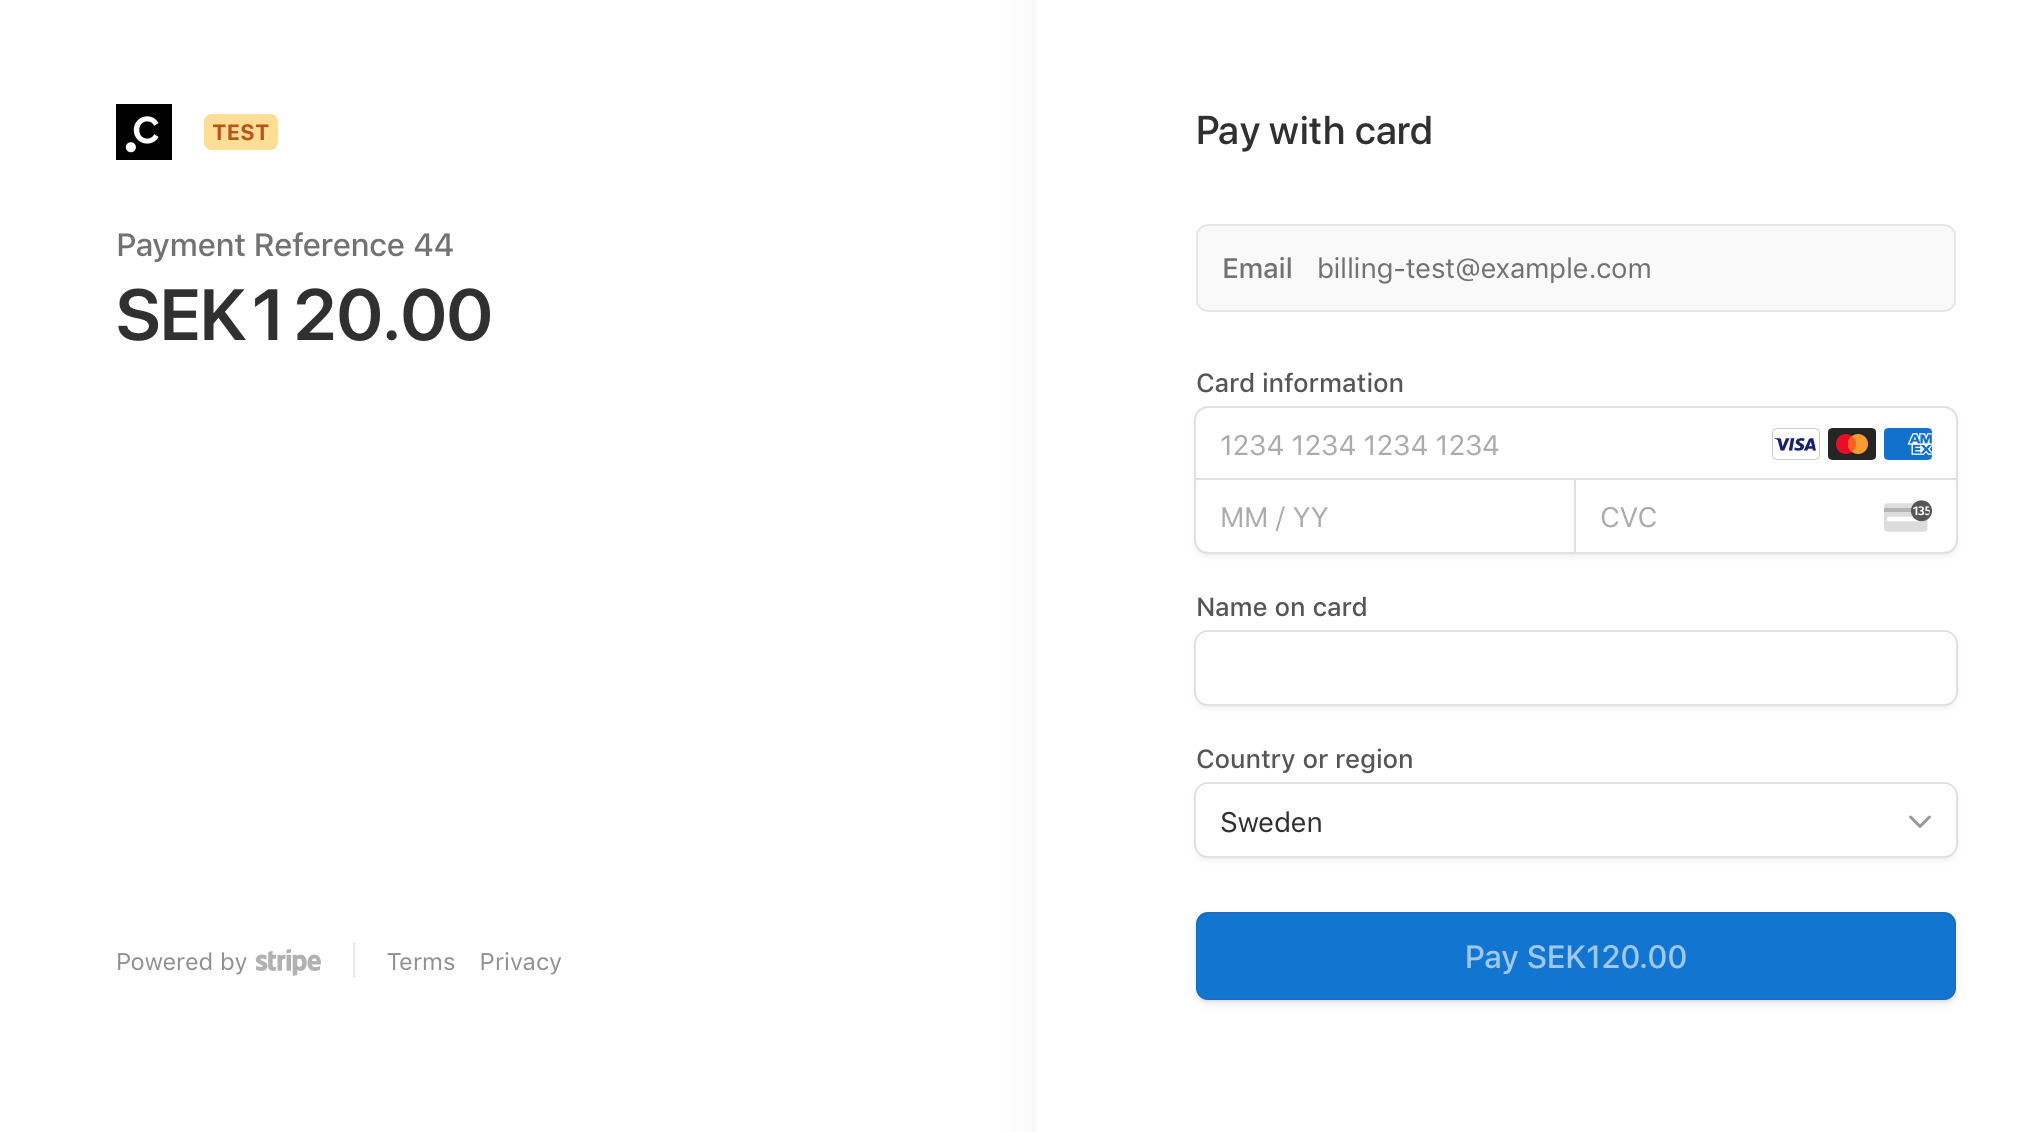 .C
TEST
Payment Reference 44
SEK120.00
Powered by stripe
Terms
Privacy
Pay with card
Email billing-test@example.com
Card information
1234 1234 1234 1234
VISA
AM
EX
MM / YY
CVC
135
Name on card
Country or region
Sweden
Pay SEK120.00